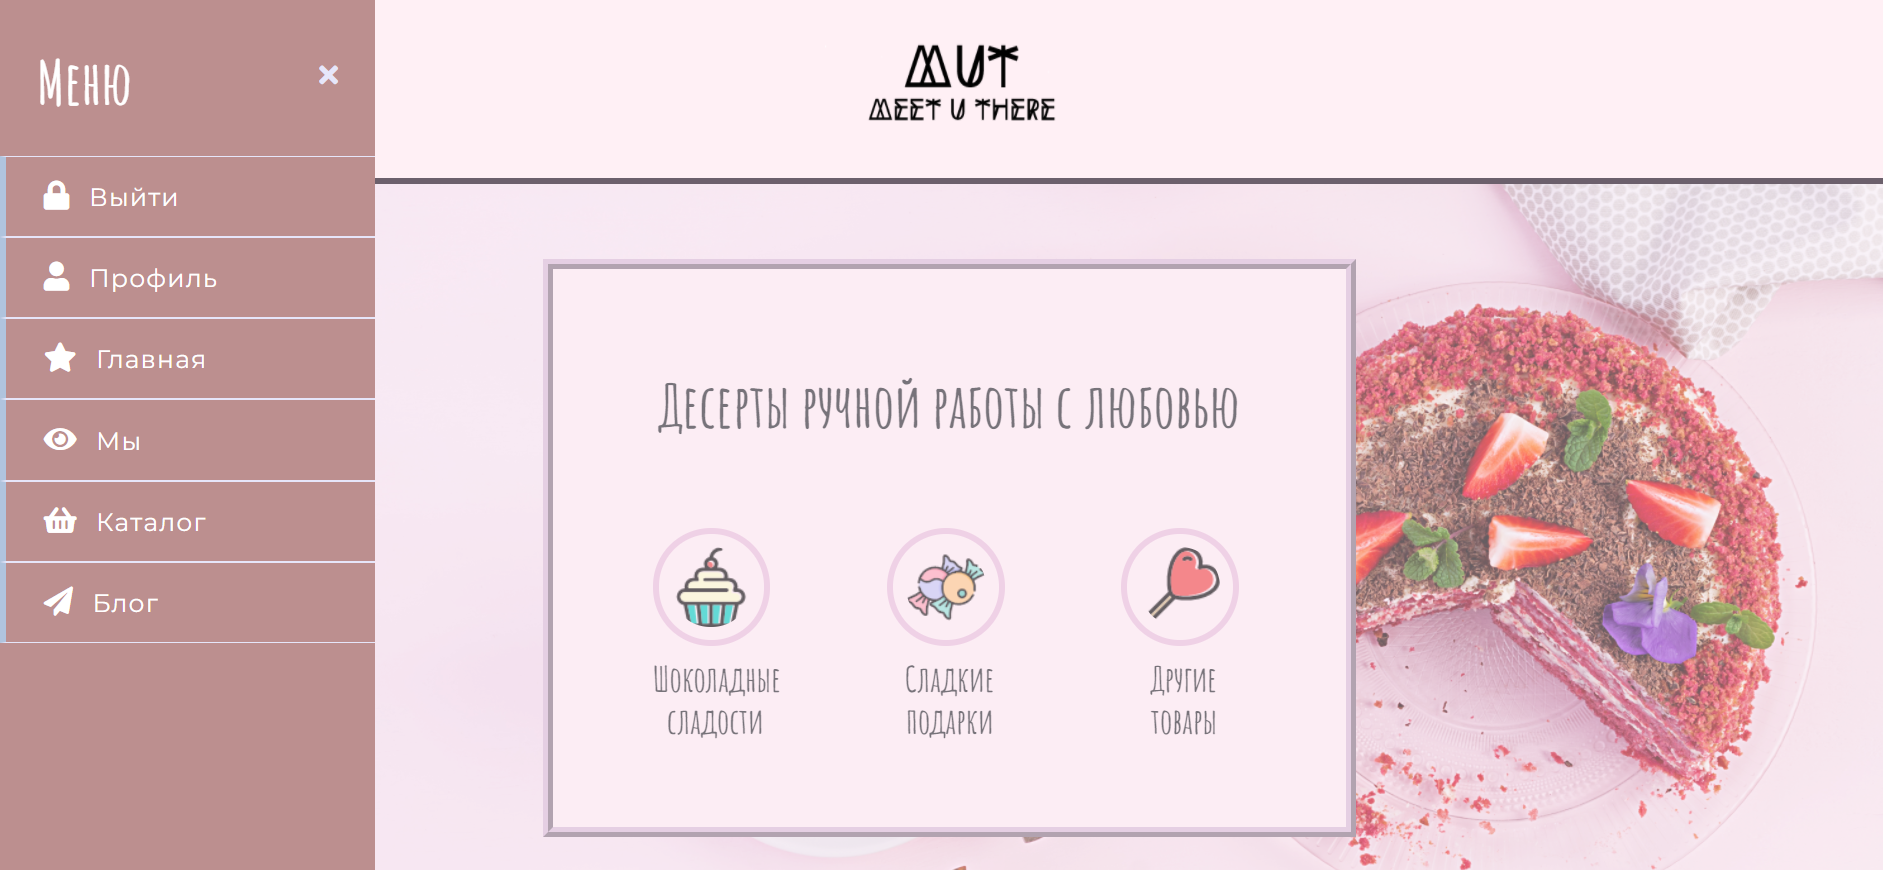 Меню
Выйти
Профиль
Главная
Мы
Каталог
Блог
MUT
MEET U THERE
Десерты ручной работы с любовью
Шоколадные
сладости
Сладкие
подарки
Другие
товары